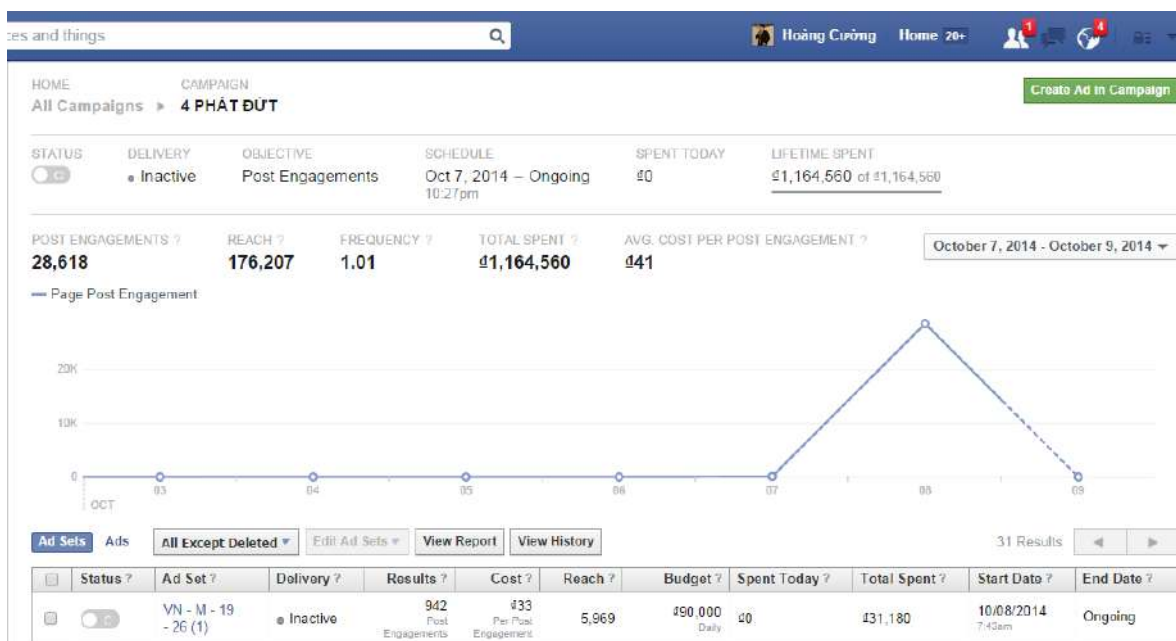 ces and things
Hoàng Cường Home 20+ 1 4
HOME CAMPAIGN
All Campaigns 4 PHÁT ĐỨT
Create Ad in Campaign
STATUS DELIVERY OBJECTIVE SCHEDULE SPENT TODAY LIFETIME SPENT
Inactive Post Engagements Oct 7, 2014 – Ongoing ₫0 ₫1,164,560 of ₫1,164,560
10:27pm
POST ENGAGEMENTS ? REACH ? FREQUENCY ? TOTAL SPENT ? AVG. COST PER POST ENGAGEMENT ?
28,618 176,207 1.01 ₫1,164,560 ₫41
October 7, 2014 - October 9, 2014
Page Post Engagement
20K
10K
0
03 04 05 06 07 08 09
OCT
Ad Sets Ads All Except Deleted Edit Ad Sets View Report View History 31 Results
Status ? Ad Set ? Delivery ? Results ? Cost ? Reach ? Budget ? Spent Today ? Total Spent ? Start Date ? End Date ?
VN - M - 19 Inactive 942 ₫33 5,969 ₫90,000 ₫0 ₫31,180 10/08/2014 Ongoing
- 26 (1) Post Per Post Daily 7:43am
Engagements Engagement